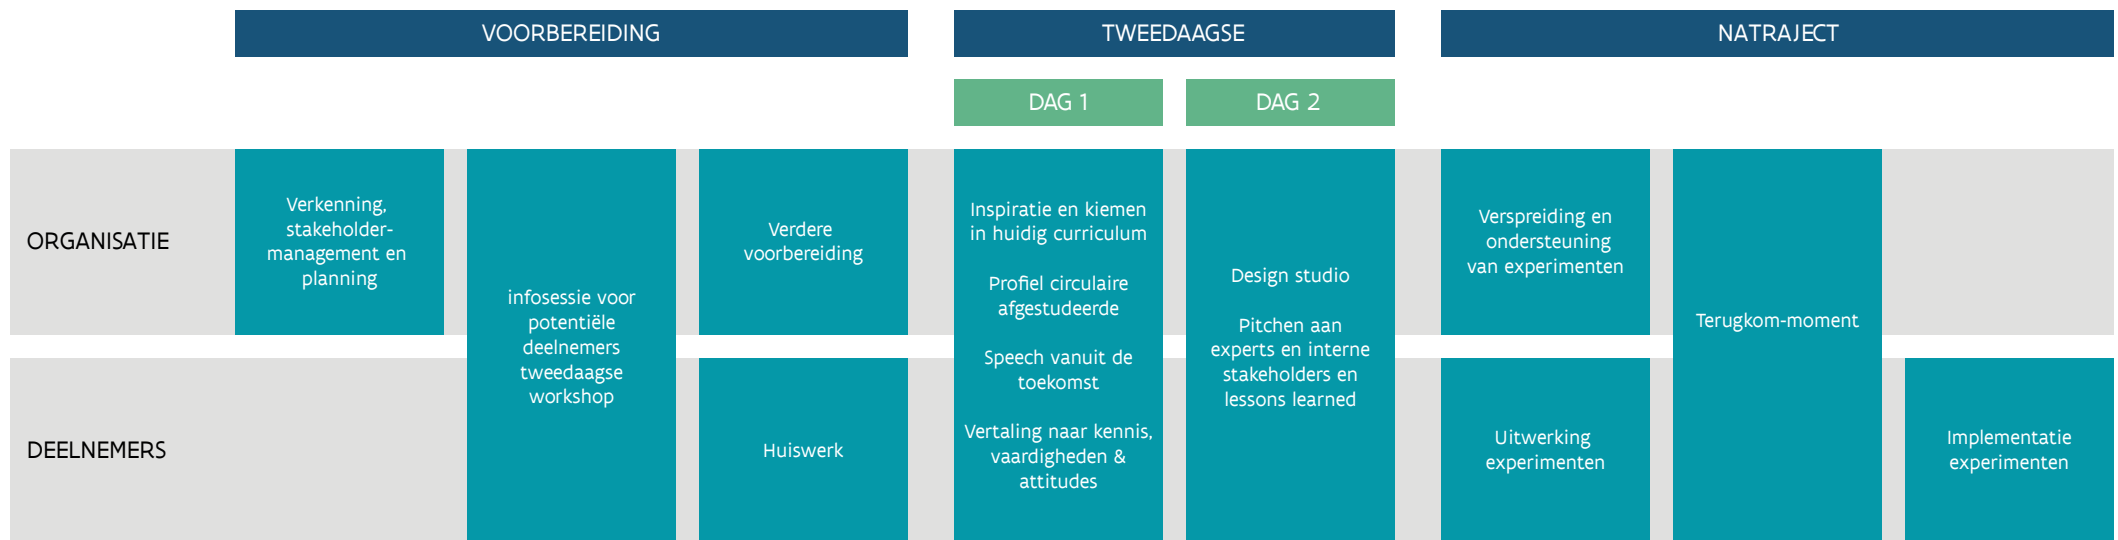 VOORBEREIDING
TWEEDAAGSE
NATRAJECT
DAG 1
DAG 2
ORGANISATIE
Verkenning,
stakeholder-
management en
planning
infosessie voor
potentiële
deelnemers
tweedaagse
workshop
Verdere
voorbereiding
Inspiratie en kiemen
in huidig curriculum
Profiel circulaire
afgestudeerde
Speech vanuit de
toekomst
Vertaling naar kennis,
vaardigheden &
attitudes
Design studio
Pitchen aan
experts en interne
stakeholders en
lessons learned
Verspreiding en
ondersteuning
van experimenten
Terugkom-moment
DEELNEMERS
Huiswerk
Uitwerking
experimenten
Implementatie
experimenten